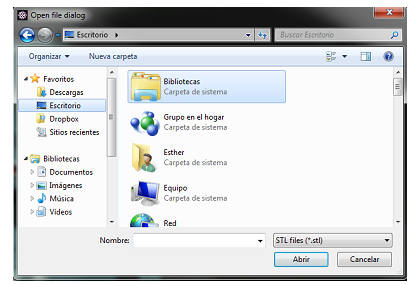 Open file dialog
Escritorio
Buscar Escritorio
Organizar
Nueva carpeta
Favoritos
Descargas
Escritorio
Dropbox
Sitios recientes
Bibliotecas
Documentos
Imágenes
Música
Vídeos
Bibliotecas
Carpeta de sistema
Grupo en el hogar
Carpeta de sistema
Esther
Carpeta de sistema
Equipo
Carpeta de sistema
Red
Nombre:
STL files (*.stl)
Abrir
Cancelar